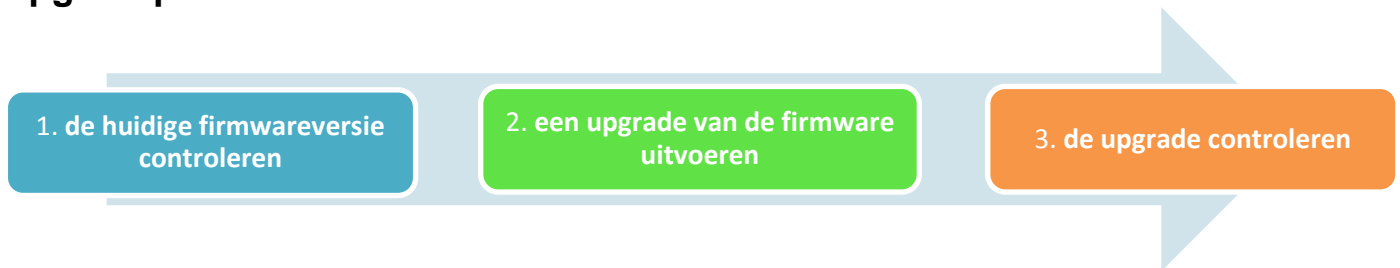 1. de huidige firmwareversie
controleren
2. een upgrade van de firmware
uitvoeren
3. de upgrade controleren